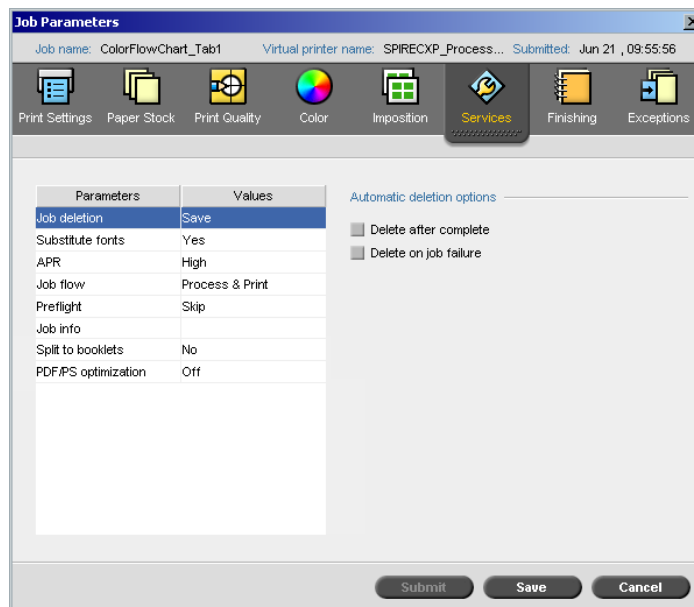 Job Parameters
Job name: ColorFlowChart_Tab1 Virtual printer name: SPIRECXP_Process... Submitted: Jun 21 , 09:55:56
Print Settings Paper Stock Print Quality Color Imposition Services Finishing Exceptions
Parameters Values
Automatic deletion options
Job deletion Save
Delete after complete
Substitute fonts Yes
Delete on job failure
APR High
Job flow Process & Print
Preflight Skip
Job info
Split to booklets No
PDF/PS optimization Off
Submit Save Cancel